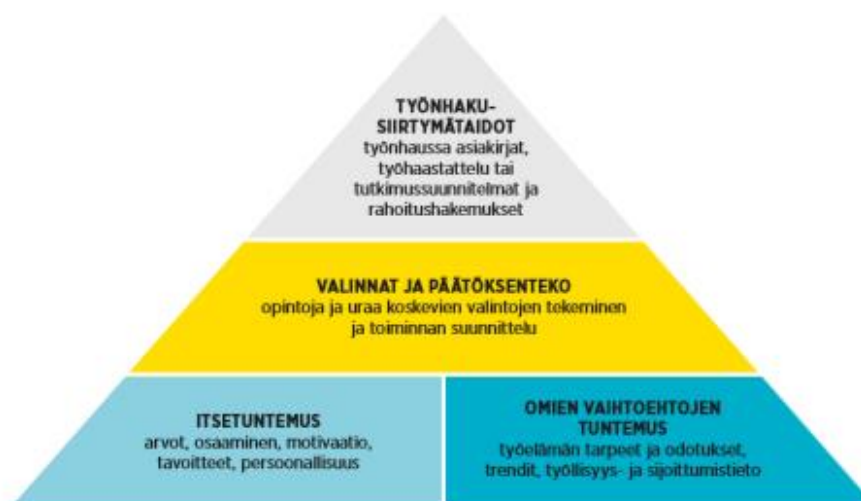 TYÖNHAKU-
SIIRTYMÄTAIDOT
työnhaussa asiakirjat,
työhaastattelu tai
tutkimussuunnitelmat ja
rahoitushakemukset
VALINNAT JA PÄÄTÖKSENTEKO
opintoja ja uraa koskevien valintojen tekeminen
ja toiminnan suunnittelu
ITSETUNTEMUS
arvot, osaaminen, motivaatio,
tavoitteet, persoonallisuus
OMIEN VAIHTOEHTOJEN
TUNTEMUS
työelämän tarpeet ja odotukset,
trendit, työllisyys- ja sijoittumistieto